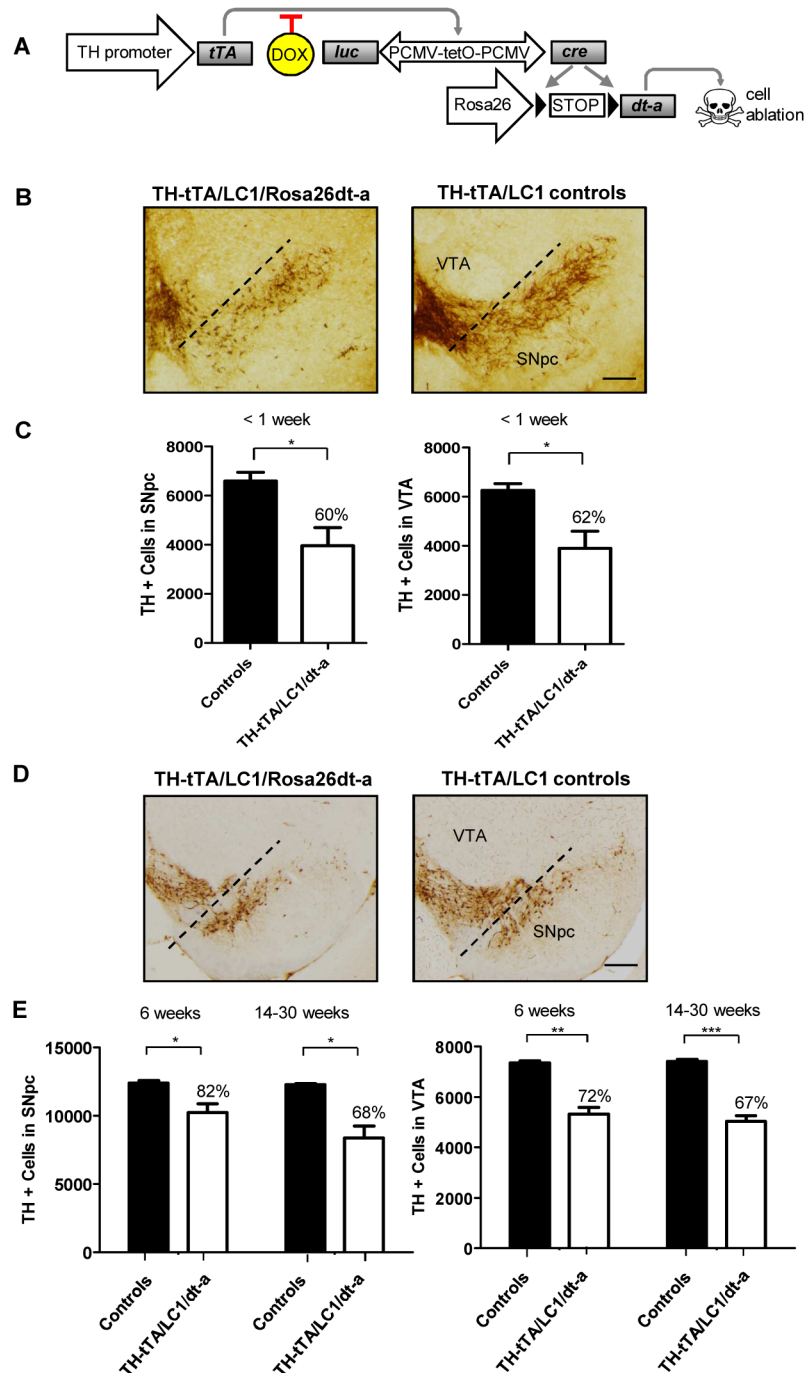 A
TH promoter
tTA
DOX
luc
PCMV-tetO-PCMV
cre
Rosa26
STOP
dt-a
cell
ablation
B
TH-tTA/LC1/Rosa26dt-a
TH-tTA/LC1 controls
VTA
SNpc
C
< 1 week
TH + Cells in SNpc
8000
6000
4000
2000
0
*
60%
Controls
TH-tTA/LC1/dt-a
< 1 week
TH + Cells in VTA
8000
6000
4000
2000
0
*
62%
Controls
TH-tTA/LC1/dt-a
D
TH-tTA/LC1/Rosa26dt-a
TH-tTA/LC1 controls
VTA
SNpc
E
6 weeks
14-30 weeks
TH + Cells in SNpc
15000
10000
5000
0
*
82%
*
68%
Controls
TH-tTA/LC1/dt-a
Controls
TH-tTA/LC1/dt-a
6 weeks
14-30 weeks
TH + Cells in VTA
8000
6000
4000
2000
0
**
72%
***
67%
Controls
TH-tTA/LC1/dt-a
Controls
TH-tTA/LC1/dt-a